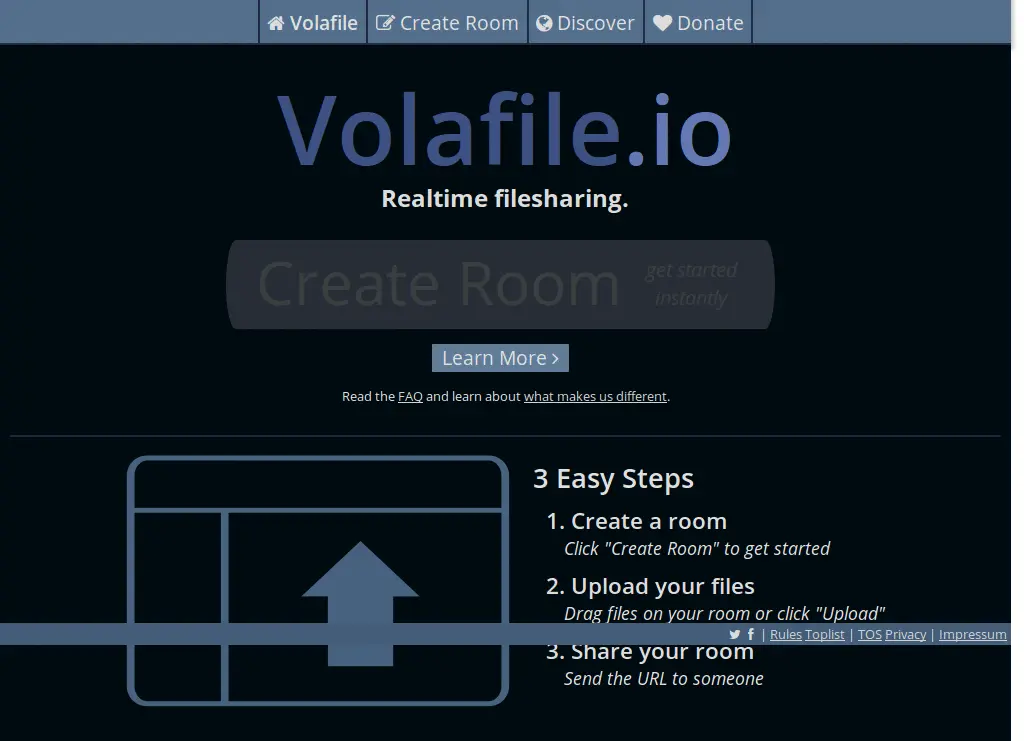 Volafile Create Room Discover Donate
Volafile.io
Realtime filesharing.
Create Room get started instantly
Learn More ›
Read the FAQ and learn about what makes us different.
3 Easy Steps
1. Create a room
Click "Create Room" to get started
2. Upload your files
Drag files on your room or click "Upload"
| Rules Toplist | TOS Privacy | Impressum
3. Share your room
Send the URL to someone